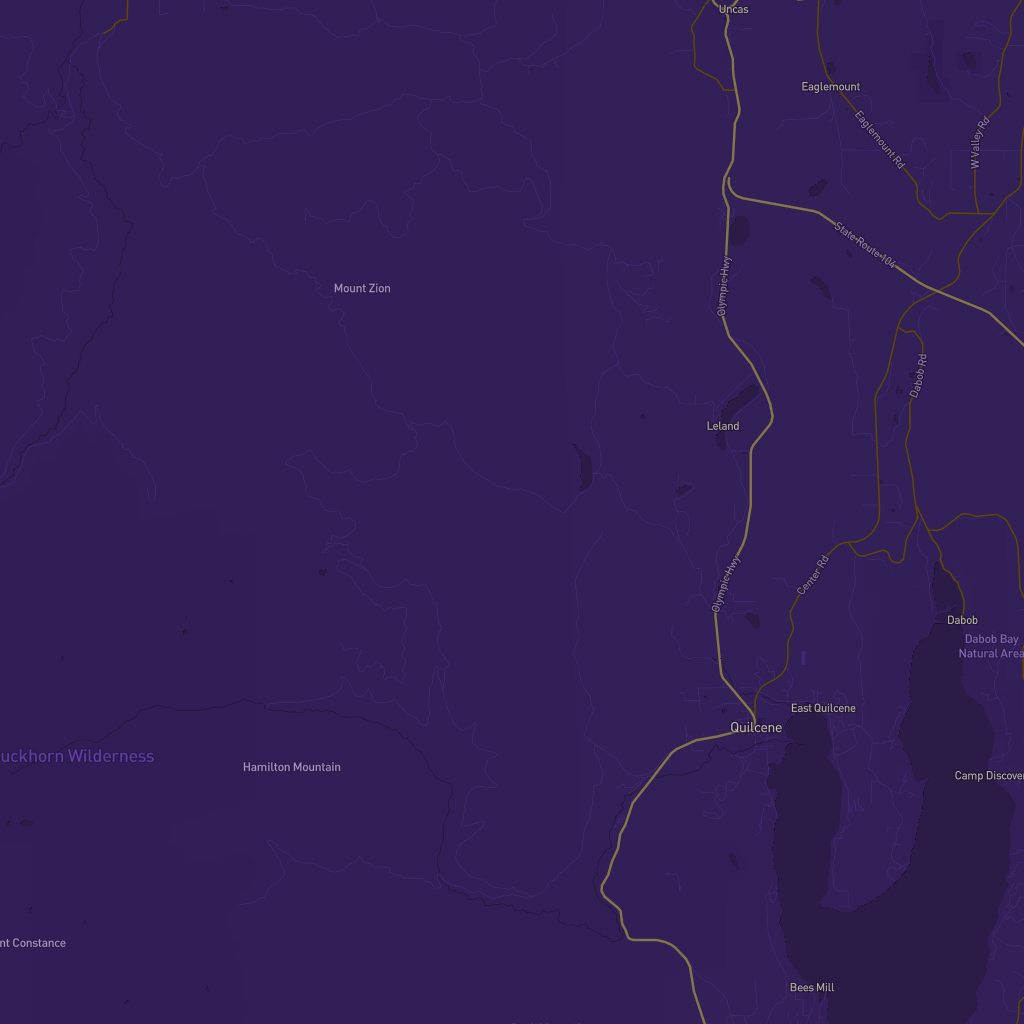 Uncas
Eaglemount
Eaglemount Rd
W Valley Rd
State Route 104
Olympic Hwy
Mount Zion
Dabob Rd
Leland
Olympic Hwy
Center Rd
Dabob
Dabob Bay
Natural Area
East Quilcene
Quilcene
uckhorn Wilderness
Hamilton Mountain
Camp Discover
nt Constance
Bees Mill